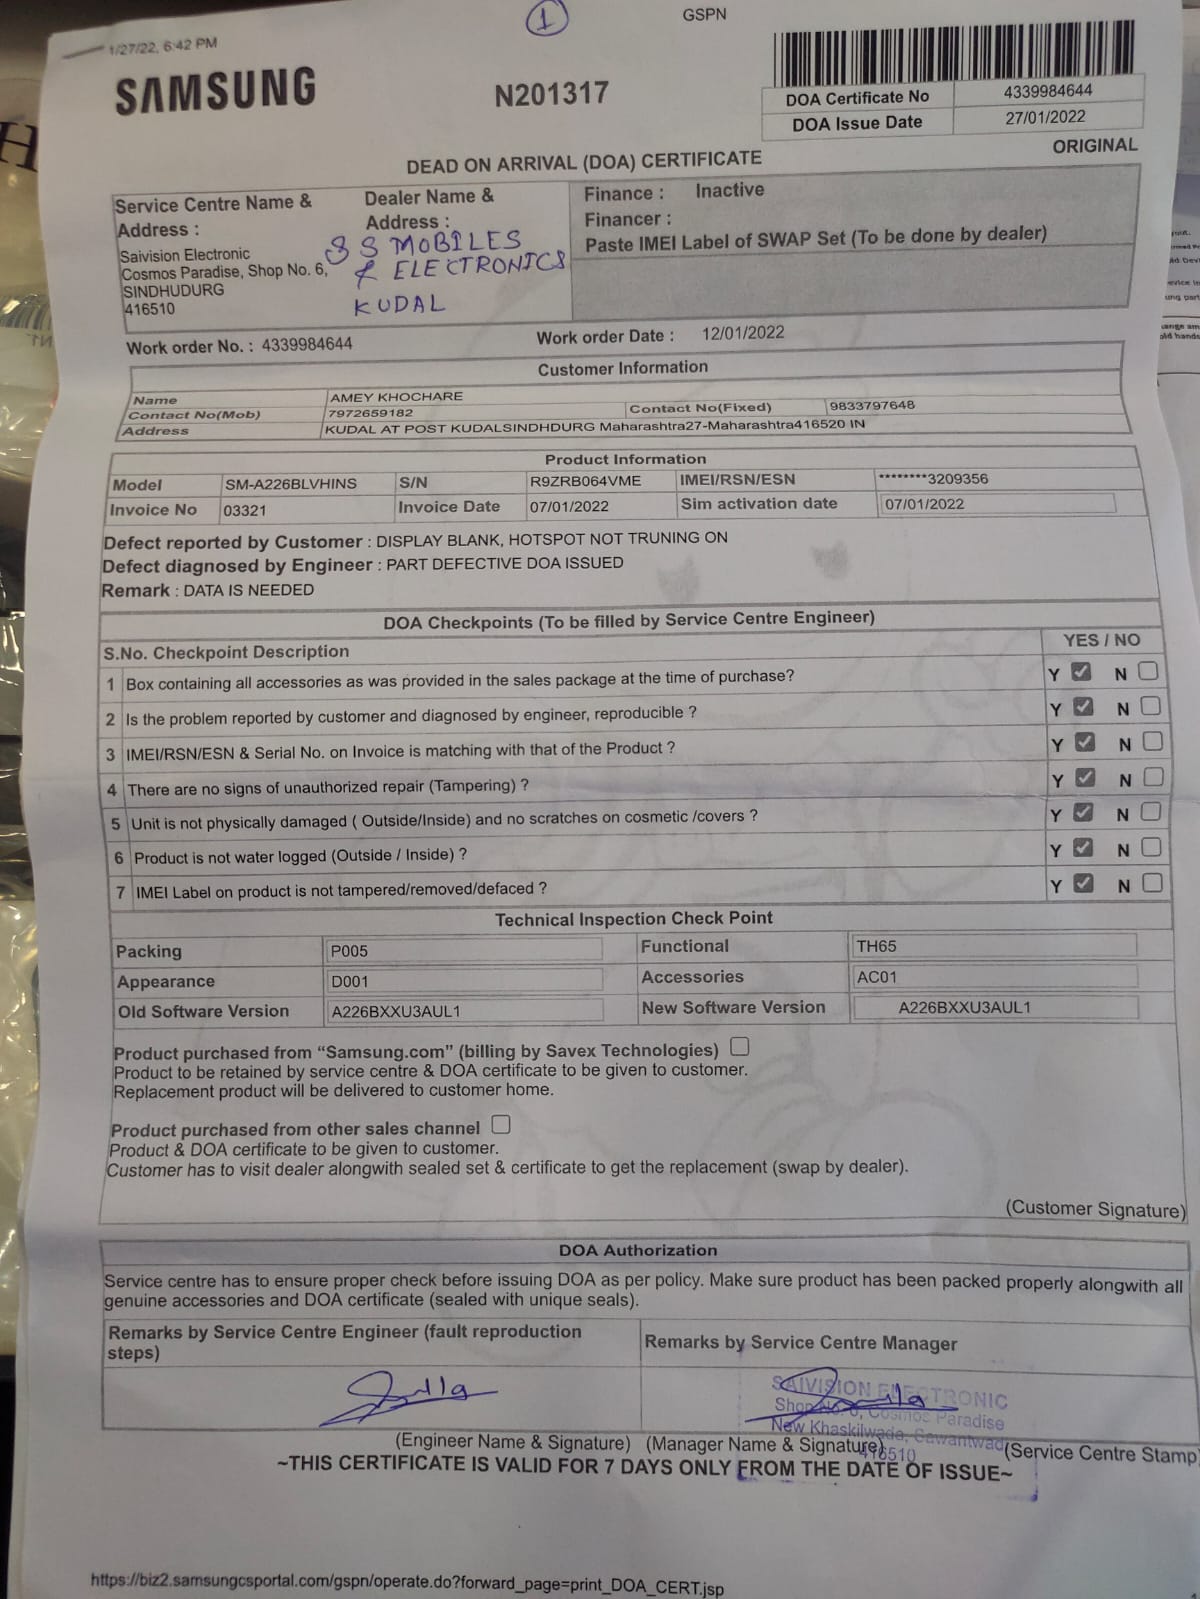 1
GSPN
1/27/22, 6:42 PM
SAMSUNG
N201317
DOA Certificate No 4339984644
DOA Issue Date 27/01/2022
ORIGINAL
DEAD ON ARRIVAL (DOA) CERTIFICATE
Service Centre Name &
Address :
Saivision Electronic
Cosmos Paradise, Shop No. 6,
SINDHUDURG
416510
Dealer Name &
Address :
S S MOBILES
& ELECTRONICS
KUDAL
Finance : Inactive
Financer :
Paste IMEI Label of SWAP Set (To be done by dealer)
Work order No. : 4339984644 Work order Date : 12/01/2022
Customer Information
Name AMEY KHOCHARE
Contact No(Mob) 7972659182 Contact No(Fixed) 9833797648
Address KUDAL AT POST KUDALSINDHDURG Maharashtra27-Maharashtra416520 IN
Product Information
Model SM-A226BLVHINS S/N R9ZRB064VME IMEI/RSN/ESN ********3209356
Invoice No 03321 Invoice Date 07/01/2022 Sim activation date 07/01/2022
Defect reported by Customer : DISPLAY BLANK, HOTSPOT NOT TRUNING ON
Defect diagnosed by Engineer : PART DEFECTIVE DOA ISSUED
Remark : DATA IS NEEDED
DOA Checkpoints (To be filled by Service Centre Engineer)
S.No. Checkpoint Description YES / NO
1 Box containing all accessories as was provided in the sales package at the time of purchase? Y N
2 Is the problem reported by customer and diagnosed by engineer, reproducible ? Y N
3 IMEI/RSN/ESN & Serial No. on Invoice is matching with that of the Product ? Y N
4 There are no signs of unauthorized repair (Tampering) ? Y N
5 Unit is not physically damaged ( Outside/Inside) and no scratches on cosmetic /covers ? Y N
6 Product is not water logged (Outside / Inside) ? Y N
7 IMEI Label on product is not tampered/removed/defaced ? Y N
Technical Inspection Check Point
Packing P005 Functional TH65
Appearance D001 Accessories AC01
Old Software Version A226BXXU3AUL1 New Software Version A226BXXU3AUL1
Product purchased from “Samsung.com” (billing by Savex Technologies)
Product to be retained by service centre & DOA certificate to be given to customer.
Replacement product will be delivered to customer home.
Product purchased from other sales channel
Product & DOA certificate to be given to customer.
Customer has to visit dealer alongwith sealed set & certificate to get the replacement (swap by dealer).
(Customer Signature)
DOA Authorization
Service centre has to ensure proper check before issuing DOA as per policy. Make sure product has been packed properly alongwith all
genuine accessories and DOA certificate (sealed with unique seals).
Remarks by Service Centre Engineer (fault reproduction
steps)
Remarks by Service Centre Manager
SAIVISION ELECTRONIC
Shop No. 6, Cosmos Paradise
New Khaskilwada, Sawantwad
416510
(Engineer Name & Signature) (Manager Name & Signature) (Service Centre Stamp)
~THIS CERTIFICATE IS VALID FOR 7 DAYS ONLY FROM THE DATE OF ISSUE~
https://biz2.samsungcsportal.com/gspn/operate.do?forward_page=print_DOA_CERT.jsp